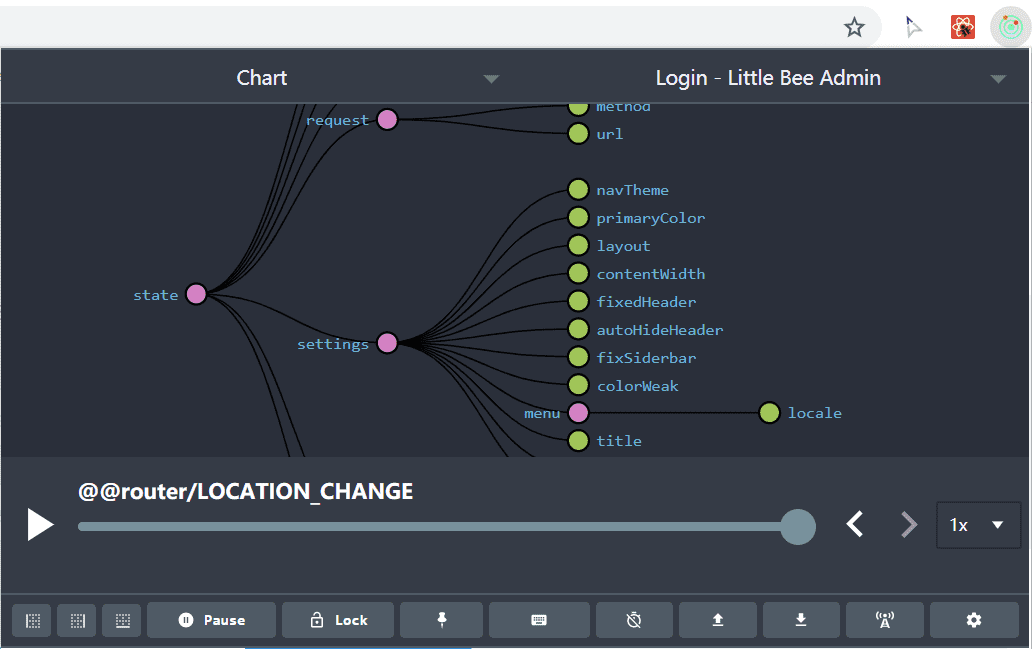 Chart
Login - Little Bee Admin
method
request
url
navTheme
primaryColor
layout
contentWidth
state
fixedHeader
autoHideHeader
settings
fixSiderbar
colorWeak
menu
locale
title
@@router/LOCATION_CHANGE
1x
Pause
Lock